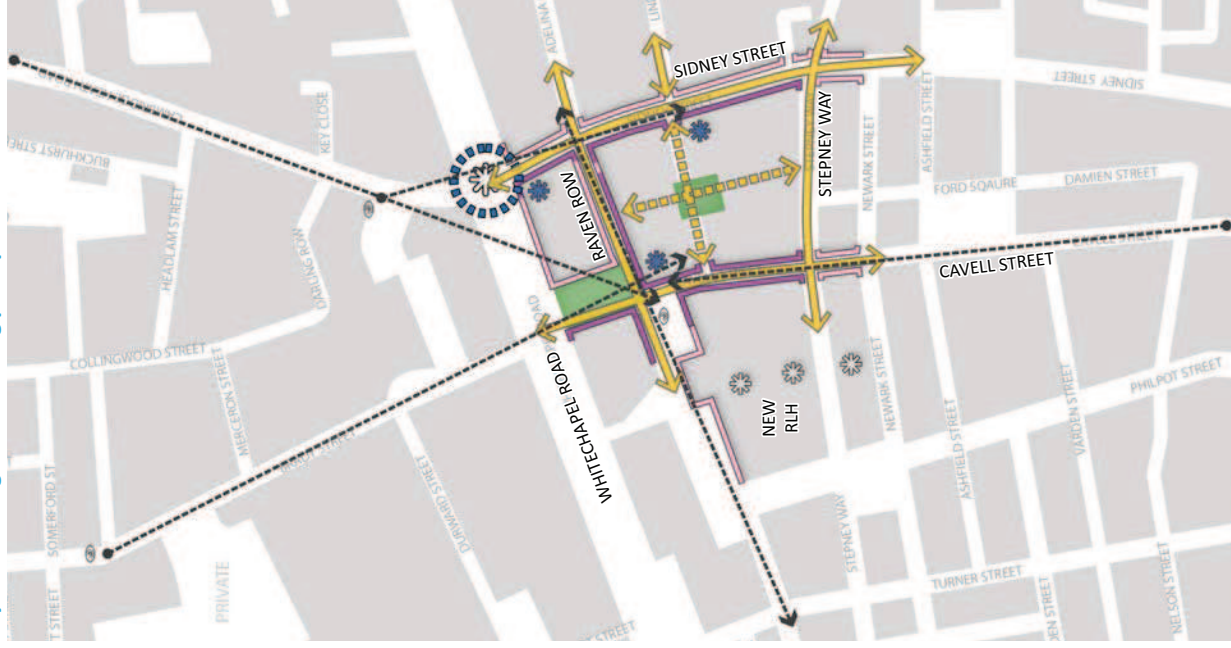 ADELINA
SIDNEY STREET
SIDNEY STREET
KEY CLOSE
BUCKHURST STREET
STEPNEY WAY
NEWARK STREET
ASHFIELD STREET
FORD SQAURE
DAMIEN STREET
HEADLAM STREET
DARLING ROW
RAVEN ROW
CAVELL STREET
COLLINGWOOD STREET
MERCERON STREET
WHITECHAPEL ROAD
NEW
RLH
NEWARK STREET
PHILPOT STREET
VARDEN STREET
ASHFIELD STREET
SOMERFORD ST
DURWARD STREET
STEPNEY WAY
PRIVATE
TURNER STREET
NELSON STREET